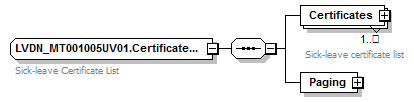 Certificates
1..
LVDN_MT001005UV01.Certificate...
Sick-leave certificate list
Sick-leave Certificate List
Paging